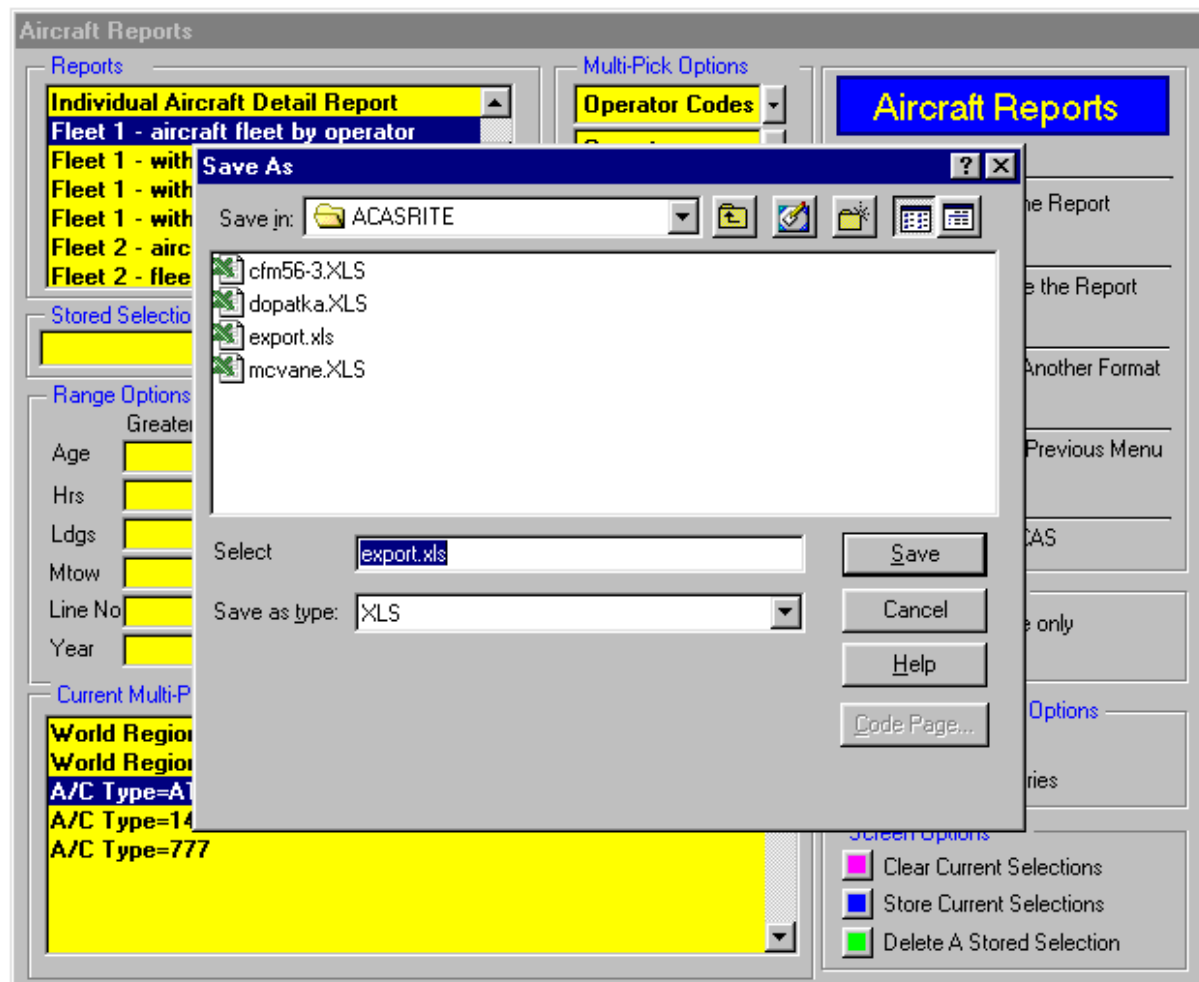 Aircraft Reports
Reports
Individual Aircraft Detail Report
Fleet 1 - aircraft fleet by operator
Fleet 1 - with
Fleet 1 - with
Fleet 1 - with
Fleet 2 - airc
Fleet 2 - flee
Multi-Pick Options
Operator Codes
Aircraft Reports
he Report
e the Report
Another Format
Previous Menu
CAS
e only
Options
ries
Stored Selectio
Range Options
Greater
Age
Hrs
Ldgs
Mtow
Line No
Year
Save As
Save in: ACASRITE
cfm56-3.XLS
dopatka.XLS
export.xls
mcvane.XLS
Select export.xls
Save as type: XLS
Save
Cancel
Help
Code Page...
Current Multi-P
World Region
World Region
A/C Type=AT
A/C Type=14
A/C Type=777
Screen Options
Clear Current Selections
Store Current Selections
Delete A Stored Selection